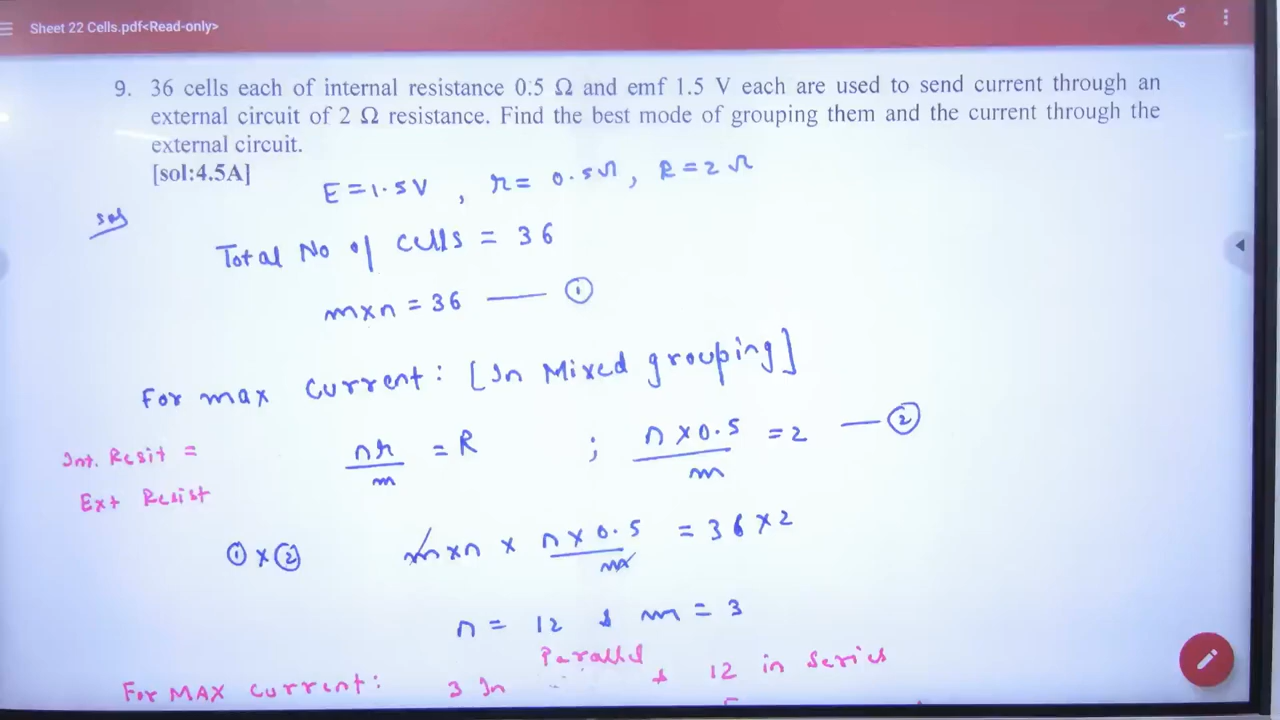 Sheet 22 Cells.pdf<Read-only>
9. 36 cells each of internal resistance 0.5 Ω and emf 1.5 V each are used to send current through an
external circuit of 2 Ω resistance. Find the best mode of grouping them and the current through the
external circuit.
[sol:4.5A]
E = 1.5V , r = 0.5Ω , R = 2Ω
Sol
Total No of cells = 36
m×n = 36 —— ①
For max current : [In Mixed grouping]
Int. Resit =
Ext Resist
nr/m = R ; n×0.5/m = 2 —— ②
①×② m×n × n×0.5/m = 36×2
n = 12 & m = 3
For MAX current : 3 In Parallel & 12 in series